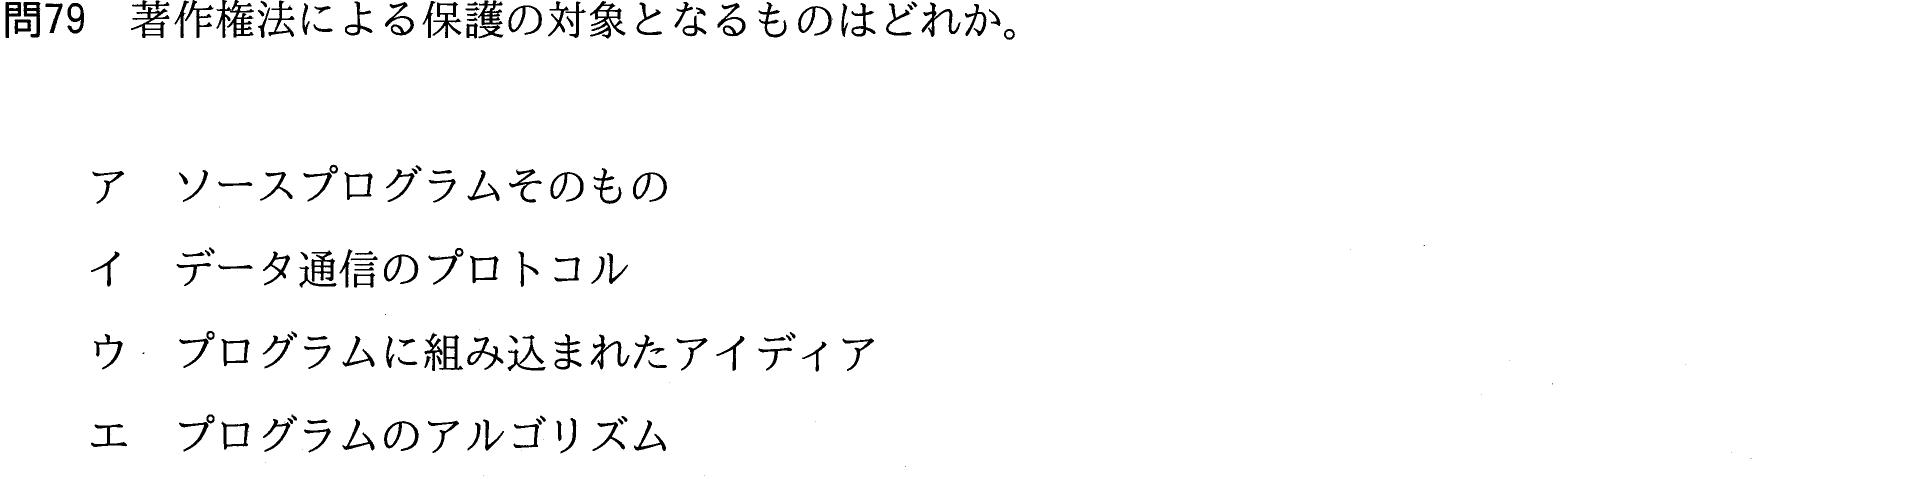 問79 著作権法による保護の対象となるものはどれか。
ア ソースプログラムそのもの
イ データ通信のプロトコル
ウ プログラムに組み込まれたアイディア
エ プログラムのアルゴリズム